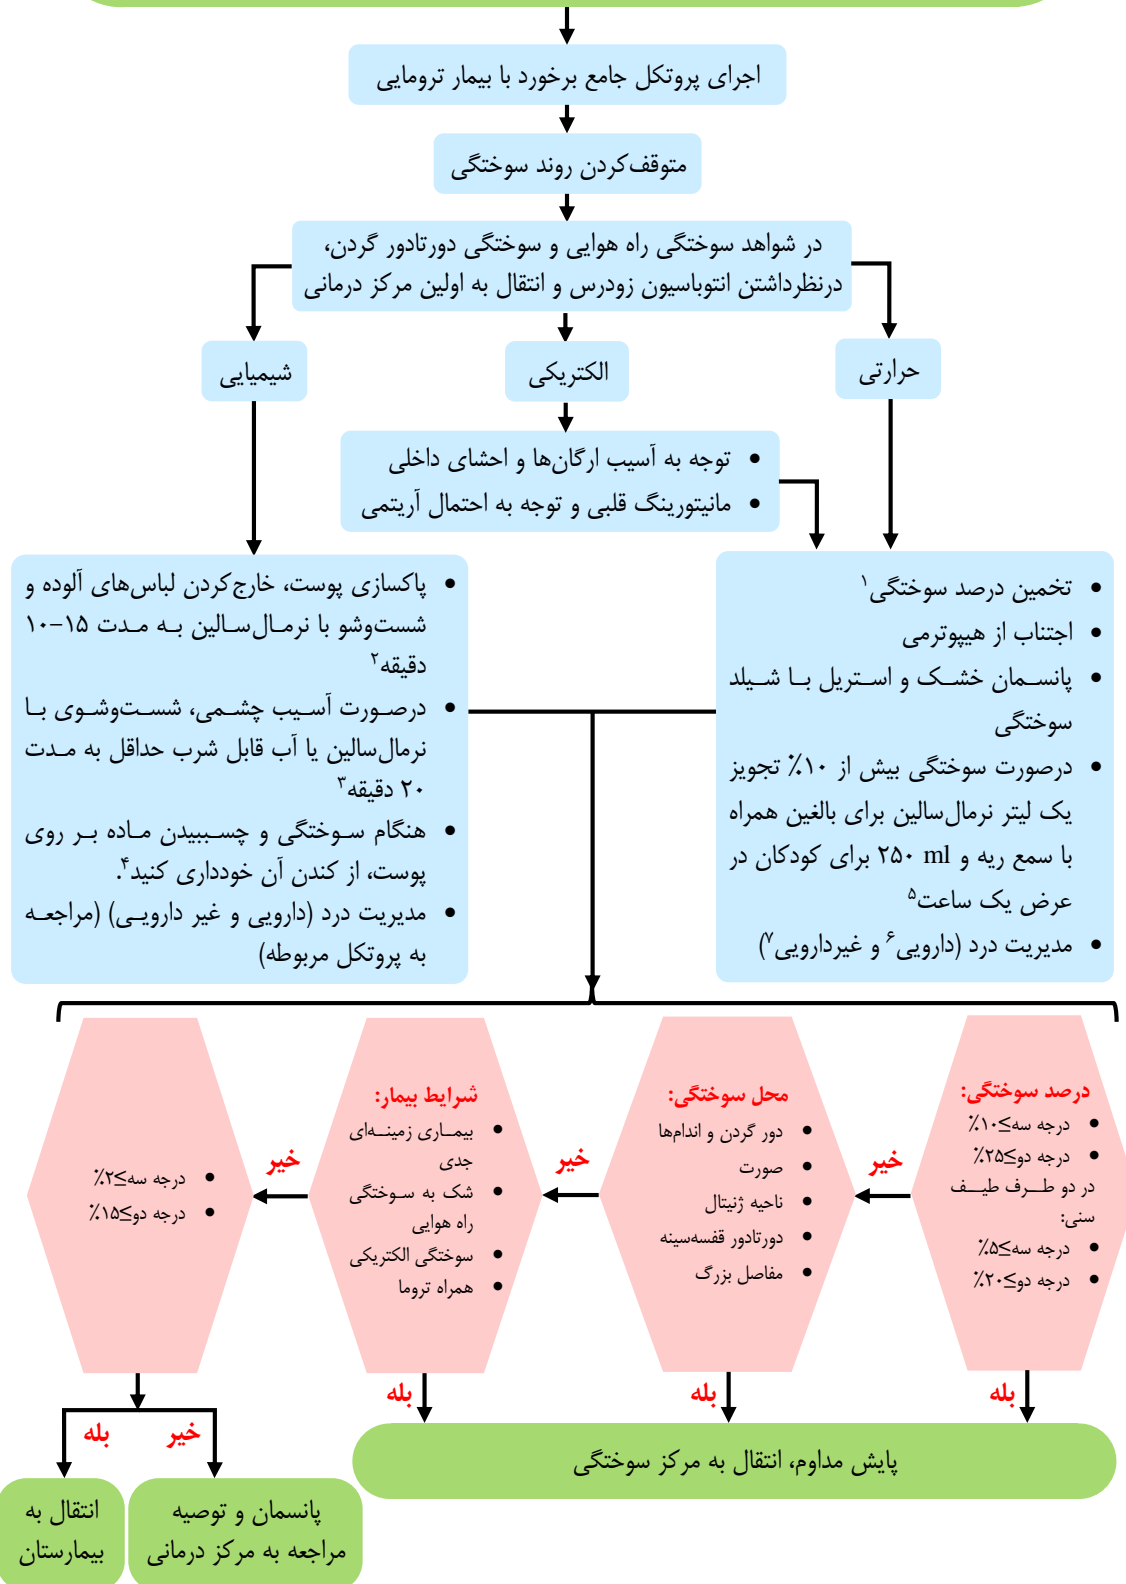 اجرای پروتکل جامع برخورد با بیمار ترومایی
متوقف‌کردن روند سوختگی
در شواهد سوختگی راه هوایی و سوختگی دورتادور گردن،
درنظرداشتن انتوباسیون زودرس و انتقال به اولین مرکز درمانی
حرارتی
الکتریکی
شیمیایی
• توجه به آسیب ارگان‌ها و احشای داخلی
• مانیتورینگ قلبی و توجه به احتمال آریتمی
• تخمین درصد سوختگی۱
• اجتناب از هیپوترمی
• پانسمان خشک و استریل با شیلد
سوختگی
• درصورت سوختگی بیش از ۱۰٪ تجویز
یک لیتر نرمال‌سالین برای بالغین همراه
با سمع ریه و ۲۵۰ ml برای کودکان در
عرض یک ساعت۵
• مدیریت درد (دارویی۶ و غیردارویی۷)
• پاکسازی پوست، خارج‌کردن لباس‌های آلوده و
شست‌وشو با نرمال‌سالین به مدت ۱۵-۱۰
دقیقه۲
• درصورت آسیب چشمی، شست‌وشوی با
نرمال‌سالین یا آب قابل شرب حداقل به مدت
۲۰ دقیقه۳
• هنگام سوختگی و چسبیدن ماده بر روی
پوست، از کندن آن خودداری کنید۴.
• مدیریت درد (دارویی و غیر دارویی) (مراجعه
به پروتکل مربوطه)
درصد سوختگی:
• درجه سه≥۱۰٪
• درجه دو≥۲۵٪
در دو طرف طیف
سنی:
• درجه سه≥۵٪
• درجه دو≥۲۰٪
خیر
محل سوختگی:
• دور گردن و اندام‌ها
• صورت
• ناحیه ژنیتال
• دورتادور قفسه‌سینه
• مفاصل بزرگ
خیر
شرایط بیمار:
• بیماری زمینه‌ای
جدی
• شک به سوختگی
راه هوایی
• سوختگی الکتریکی
• همراه تروما
خیر
• درجه سه≥۲٪
• درجه دو≥۱۵٪
بله
بله
بله
پایش مداوم، انتقال به مرکز سوختگی
خیر
بله
پانسمان و توصیه
مراجعه به مرکز درمانی
انتقال به
بیمارستان